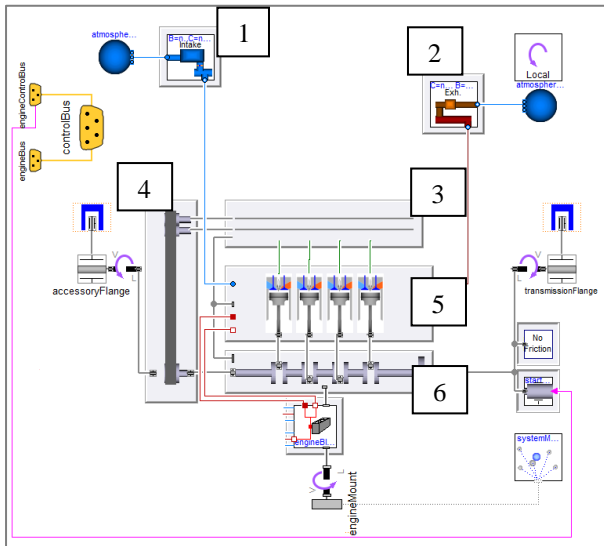 1
atmosphe...
B=n...C=n...
Intake
2
C=n... B=...
Exh.
Local
atmospher...
engineControlBus
controlBus
engineBus
4
3
V
L
accessoryFlange
V
L
transmissionFlange
5
No
Friction
6
start...
engineBl...
systemM...
L
V
engineMount